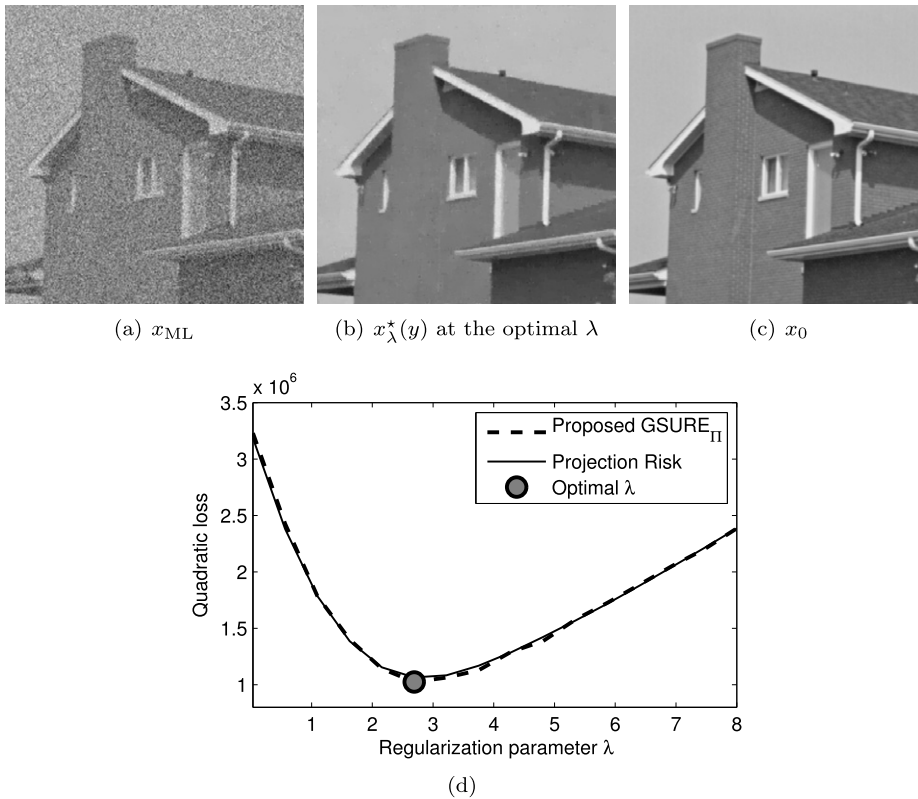 (a) x_ML
(b) x^⋆_λ(y) at the optimal λ
(c) x_0
x 10^6
3.5
3
2.5
2
1.5
1
Quadratic loss
Proposed GSURE_Π
Projection Risk
Optimal λ
1 2 3 4 5 6 7 8
Regularization parameter λ
(d)